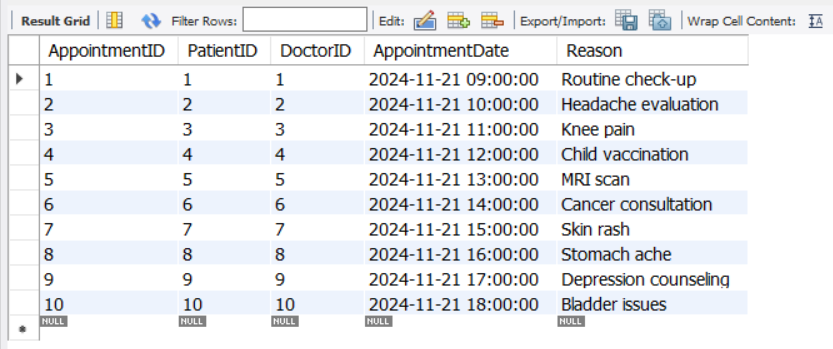 Result Grid Filter Rows: Edit: Export/Import: Wrap Cell Content: IA
AppointmentID PatientID DoctorID AppointmentDate Reason
1 1 1 2024-11-21 09:00:00 Routine check-up
2 2 2 2024-11-21 10:00:00 Headache evaluation
3 3 3 2024-11-21 11:00:00 Knee pain
4 4 4 2024-11-21 12:00:00 Child vaccination
5 5 5 2024-11-21 13:00:00 MRI scan
6 6 6 2024-11-21 14:00:00 Cancer consultation
7 7 7 2024-11-21 15:00:00 Skin rash
8 8 8 2024-11-21 16:00:00 Stomach ache
9 9 9 2024-11-21 17:00:00 Depression counseling
10 10 10 2024-11-21 18:00:00 Bladder issues
NULL NULL NULL NULL NULL